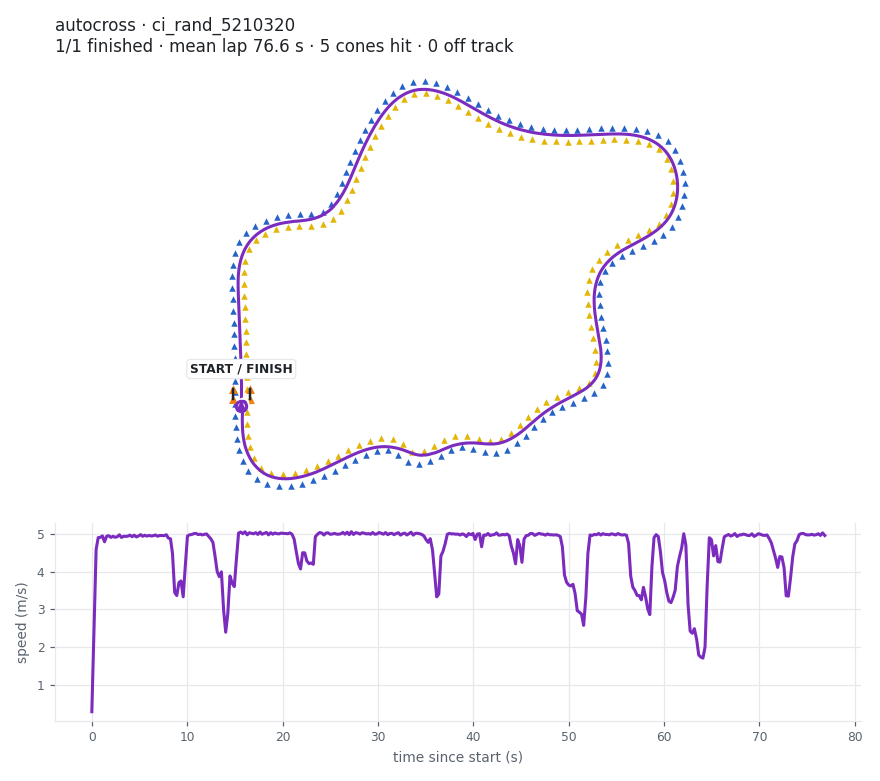 autocross · ci_rand_5210320
1/1 finished · mean lap 76.6 s · 5 cones hit · 0 off track
START / FINISH
5
4
3
2
1
speed (m/s)
0 10 20 30 40 50 60 70 80
time since start (s)